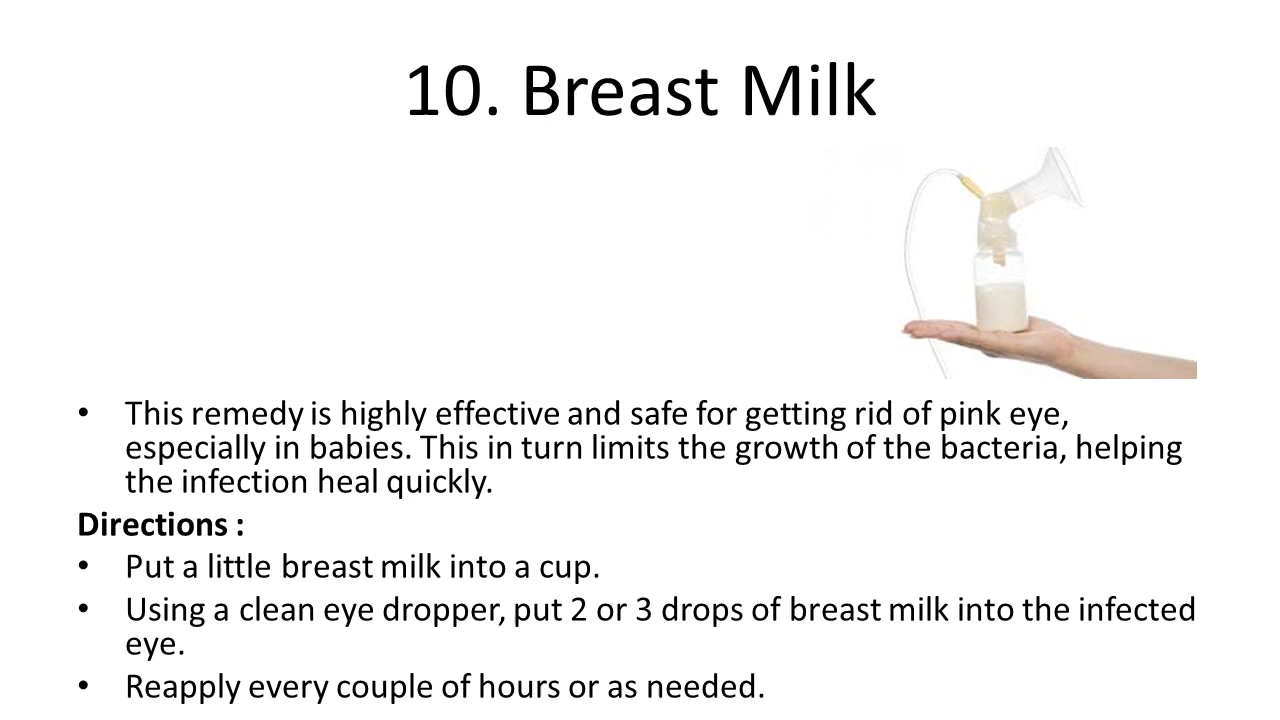 10. Breast Milk
• This remedy is highly effective and safe for getting rid of pink eye,
especially in babies. This in turn limits the growth of the bacteria, helping
the infection heal quickly.
Directions :
• Put a little breast milk into a cup.
• Using a clean eye dropper, put 2 or 3 drops of breast milk into the infected
eye.
• Reapply every couple of hours or as needed.